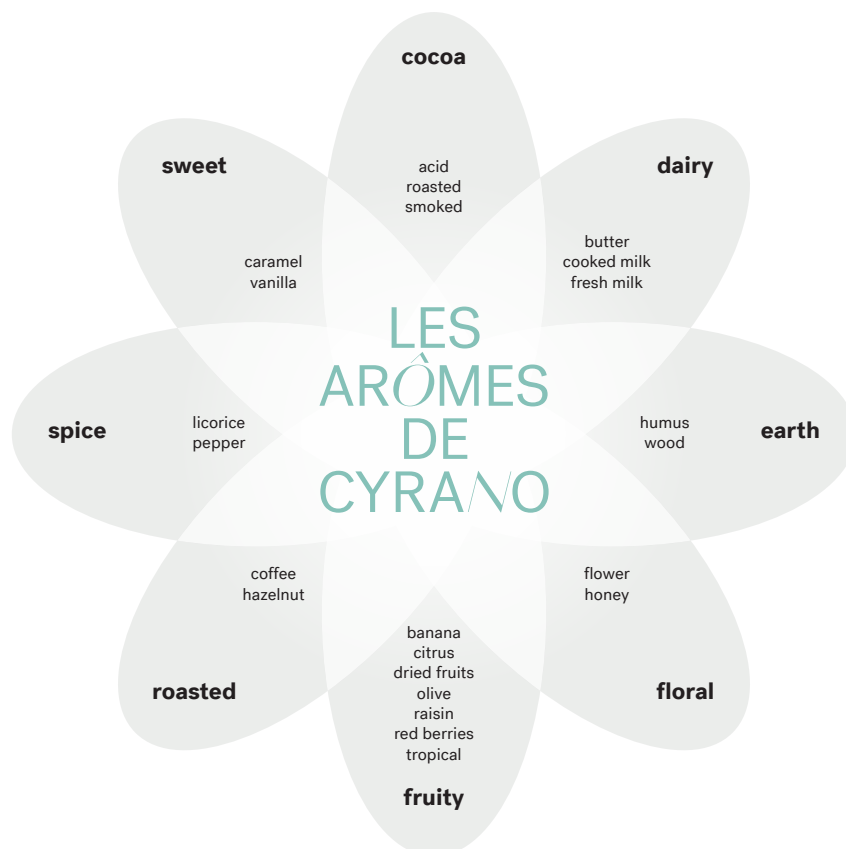 cocoa
acid
roasted
smoked
sweet
caramel
vanilla
dairy
butter
cooked milk
fresh milk
LES
ARÔMES
DE
CYRANO
spice
licorice
pepper
humus
wood
earth
coffee
hazelnut
roasted
flower
honey
floral
banana
citrus
dried fruits
olive
raisin
red berries
tropical
fruity